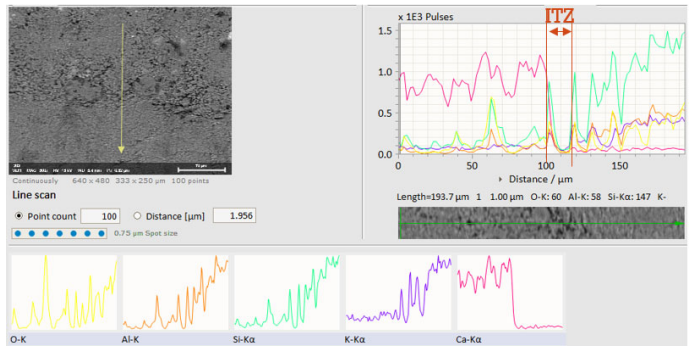 Continuously 640 x 480 333 x 250 µm 100 points
Line scan
Point count 100 Distance [µm] 1.956
0.75 µm Spot size
x 1E3 Pulses
ITZ
1.5
1.0
0.5
0.0
0 50 100 150
Distance / µm
Length=193.7 µm 1 1.00 µm O-K: 60 Al-K: 58 Si-Kα: 147 K-
O-K Al-K Si-Kα K-Kα Ca-Kα